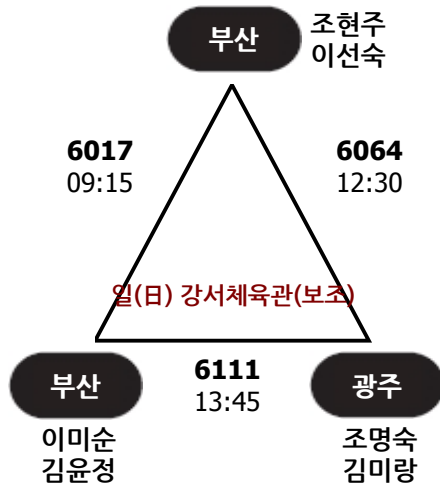 부산
조현주
이선숙
6017
09:15
6064
12:30
일(日) 강서체육관(보조)
부산
이미순
김윤정
6111
13:45
광주
조명숙
김미랑